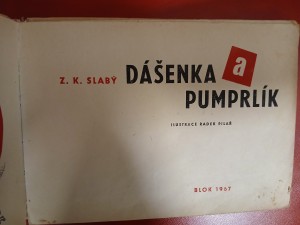 Z. K. SLABÝ
DÁŠENKA a
PUMPRLÍK
ILUSTRACE RADEK PILAŘ
BLOK 1967